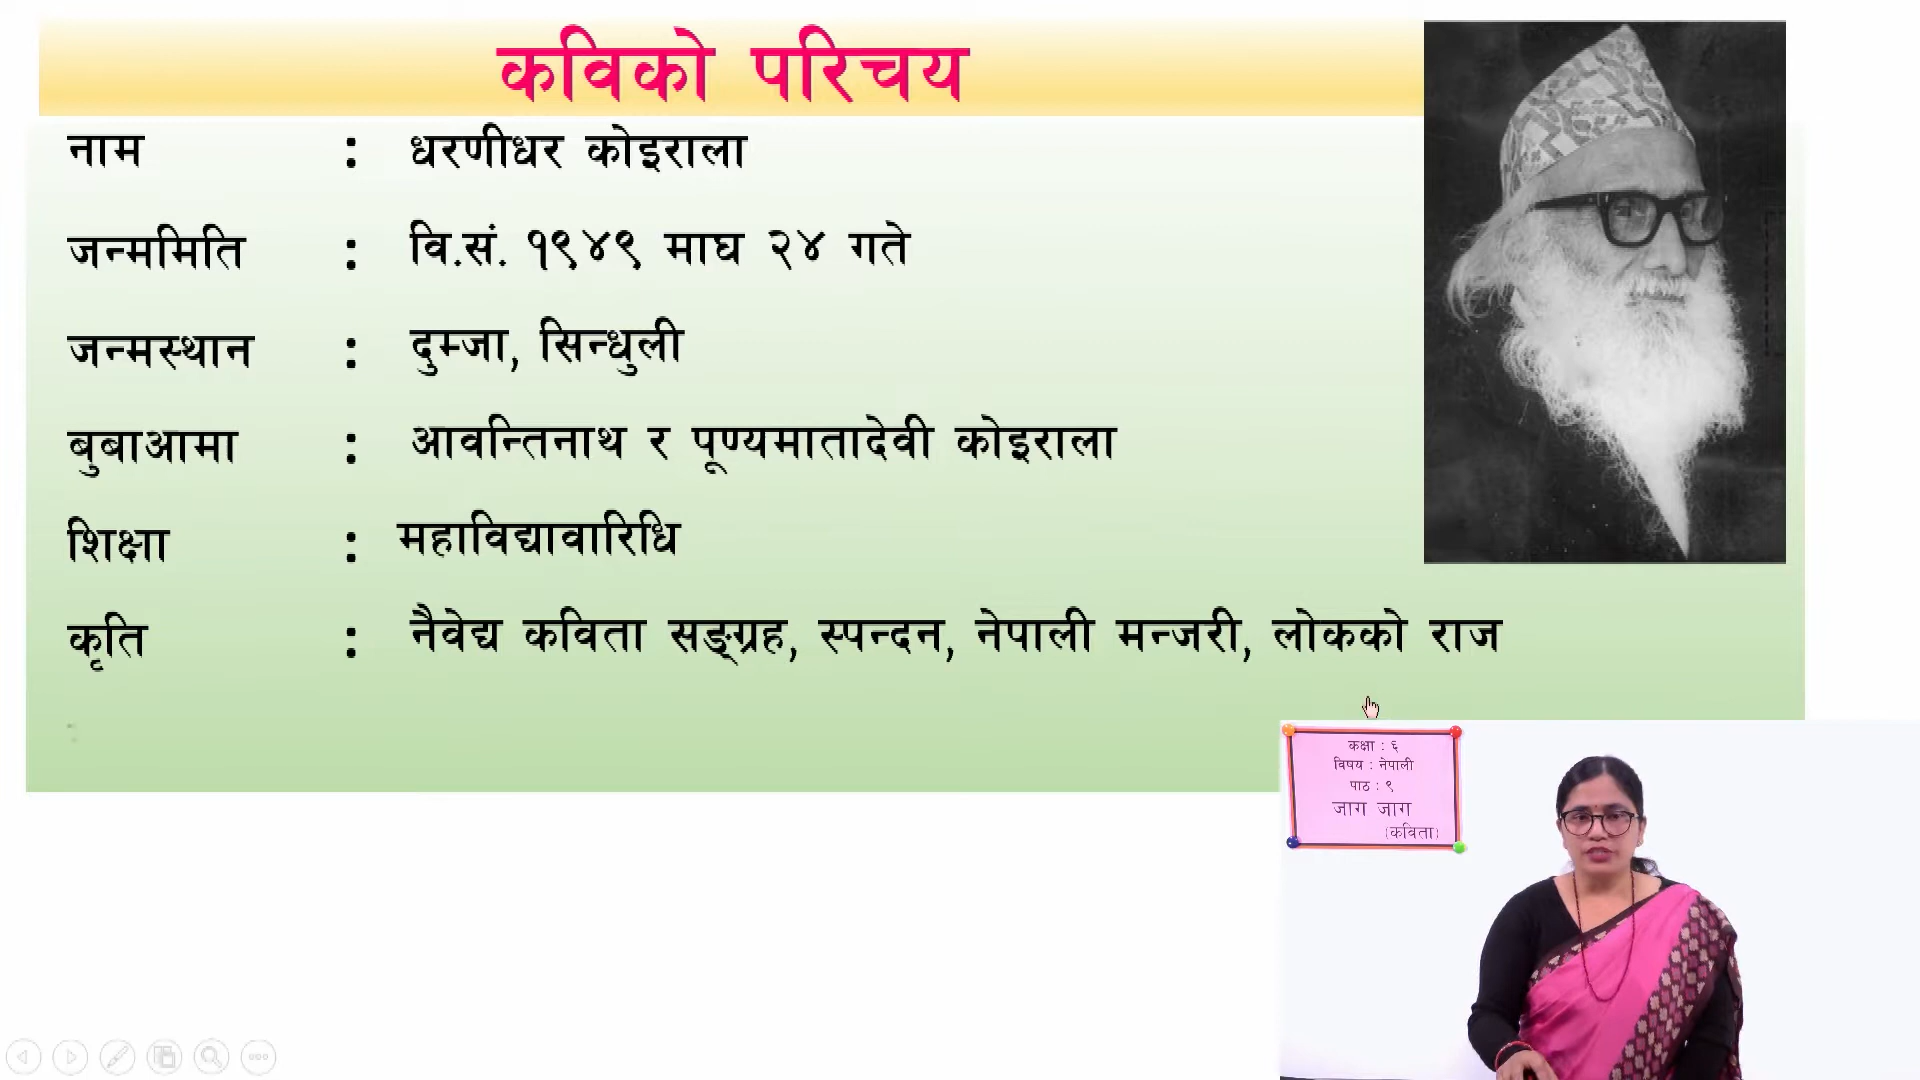 कविको परिचय
नाम : धरणीधर कोइराला
जन्ममिति : वि.सं. १९४९ माघ २४ गते
जन्मस्थान : दुम्जा, सिन्धुली
बुबाआमा : आवन्तिनाथ र पूण्यमातादेवी कोइराला
शिक्षा : महाविद्यावारिधि
कृति : नैवेद्य कविता सङ्ग्रह, स्पन्दन, नेपाली मन्जरी, लोकको राज
कक्षा : ६
विषय : नेपाली
पाठ : ९
जाग जाग
(कविता)